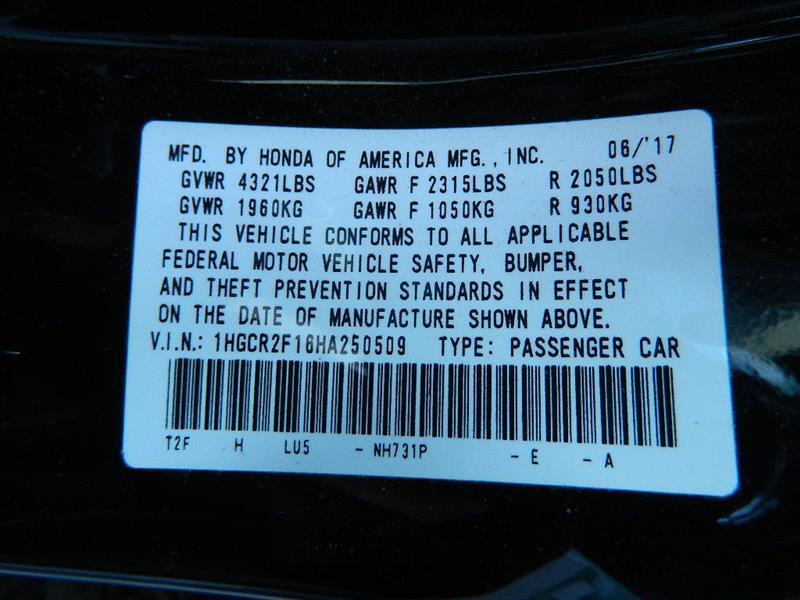 MFD. BY HONDA OF AMERICA MFG., INC. 06/'17
GVWR 4321LBS GAWR F 2315LBS R 2050LBS
GVWR 1960KG GAWR F 1050KG R 930KG
THIS VEHICLE CONFORMS TO ALL APPLICABLE
FEDERAL MOTOR VEHICLE SAFETY, BUMPER,
AND THEFT PREVENTION STANDARDS IN EFFECT
ON THE DATE OF MANUFACTURE SHOWN ABOVE.
V.I.N.: 1HGCR2F16HA250509 TYPE: PASSENGER CAR
T2F H LU5 - NH731P - E - A